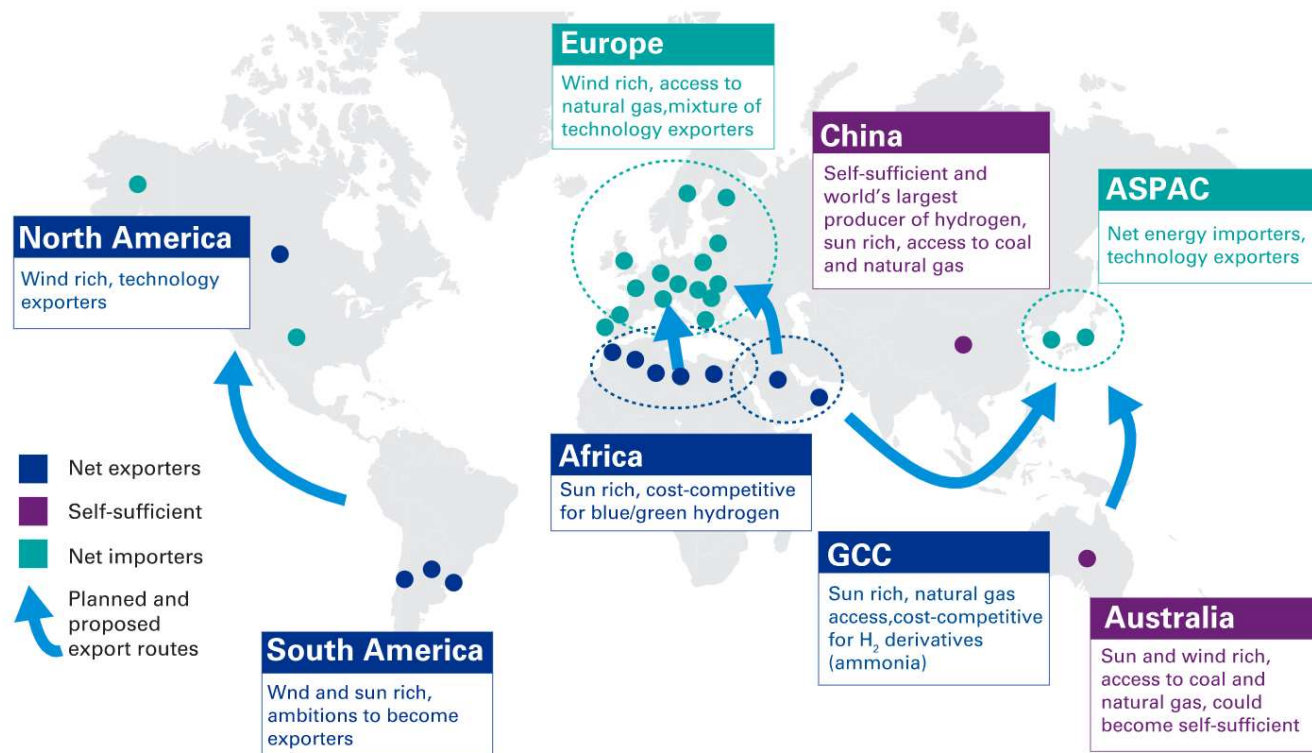 Europe
Wind rich, access to
natural gas,mixture of
technology exporters
China
Self-sufficient and
world's largest
producer of hydrogen,
sun rich, access to coal
and natural gas
ASPAC
Net energy importers,
technology exporters
North America
Wind rich, technology
exporters
Net exporters
Self-sufficient
Net importers
Planned and
proposed
export routes
Africa
Sun rich, cost-competitive
for blue/green hydrogen
GCC
Sun rich, natural gas
access,cost-competitive
for H₂ derivatives
(ammonia)
Australia
Sun and wind rich,
access to coal and
natural gas, could
become self-sufficient
South America
Wnd and sun rich,
ambitions to become
exporters